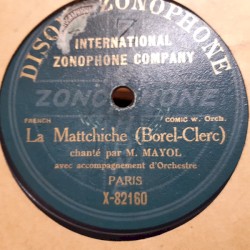 DISQUE ZONOPHONE
INTERNATIONAL
ZONOPHONE COMPANY
ZONOPHONE
FRENCH COMIC w. Orch.
La Mattchiche (Borel-Clerc)
chanté par M. MAYOL
avec accompagnement d'Orchestre
PARIS
X-82160